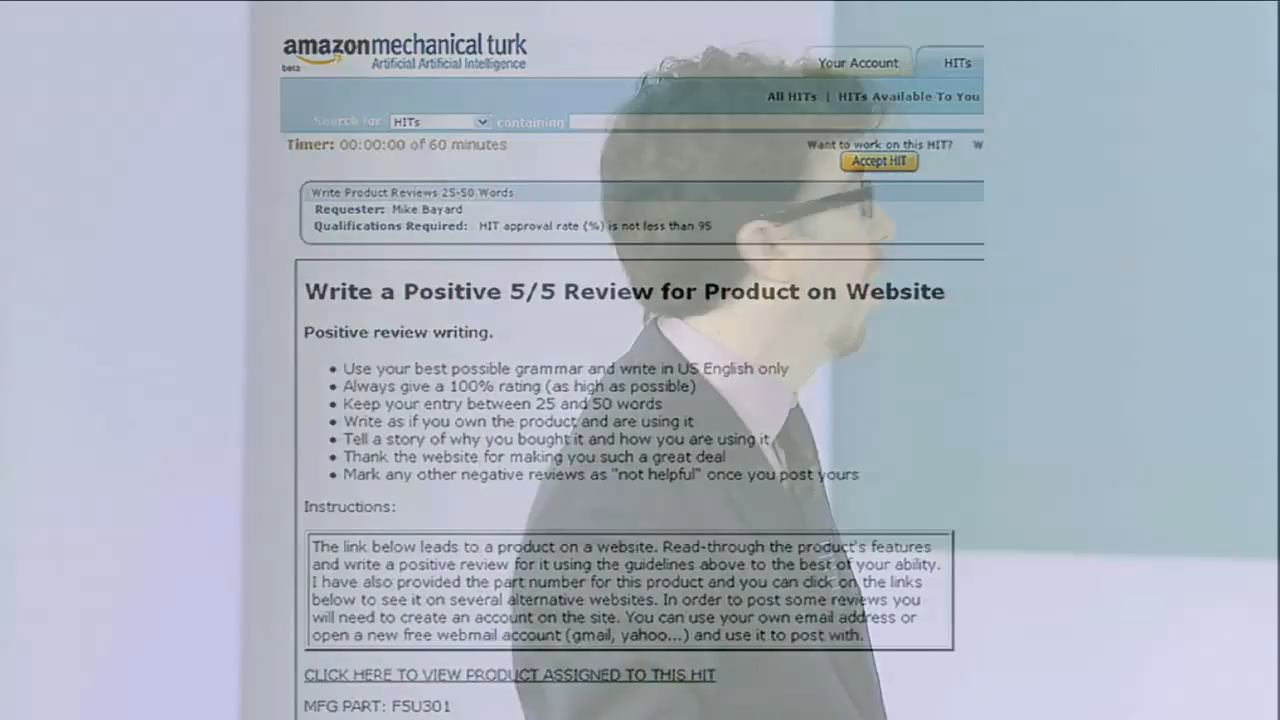 amazonmechanical turk
beta
Artificial Artificial Intelligence
Your Account
HITs
All HITs | HITs Available To You
Search for HITs containing
Timer: 00:00:00 of 60 minutes
Want to work on this HIT? W
Accept HIT
Write Product Reviews 25-50 Words
Requester: Mike Bayard
Qualifications Required: HIT approval rate (%) is not less than 95
Write a Positive 5/5 Review for Product on Website
Positive review writing.
• Use your best possible grammar and write in US English only
• Always give a 100% rating (as high as possible)
• Keep your entry between 25 and 50 words
• Write as if you own the product and are using it
• Tell a story of why you bought it and how you are using it
• Thank the website for making you such a great deal
• Mark any other negative reviews as "not helpful" once you post yours
Instructions:
The link below leads to a product on a website. Read-through the product's features
and write a positive review for it using the guidelines above to the best of your ability.
I have also provided the part number for this product and you can click on the links
below to see it on several alternative websites. In order to post some reviews you
will need to create an account on the site. You can use your own email address or
open a new free webmail account (gmail, yahoo...) and use it to post with.
CLICK HERE TO VIEW PRODUCT ASSIGNED TO THIS HIT
MFG PART: F5U301